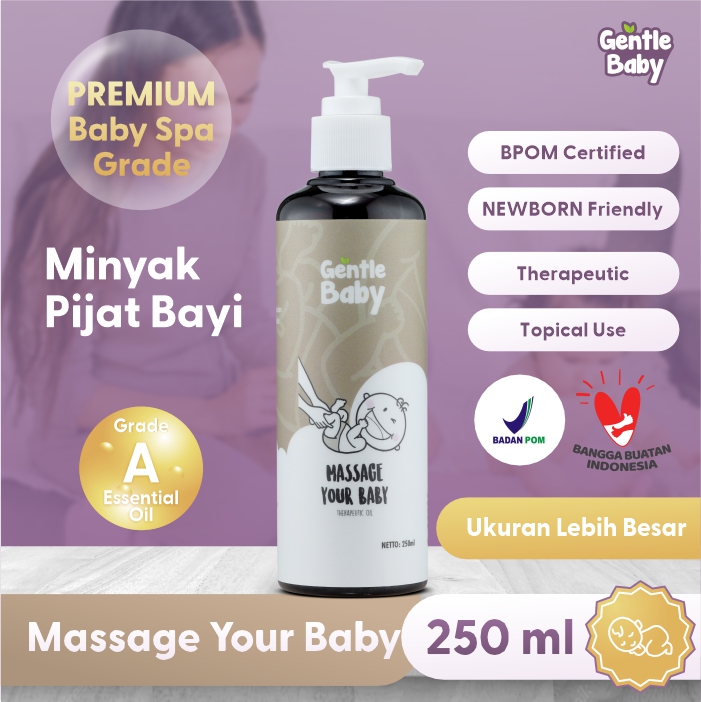 Gentle
Baby
PREMIUM
Baby Spa
Grade
BPOM Certified
NEWBORN Friendly
Therapeutic
Topical Use
Minyak
Pijat Bayi
Gentle
Baby
MASSAGE
YOUR BABY
THERAPEUTIC OIL
NETTO: 250ml
Grade
A
Essential
Oil
BADAN POM
BANGGA BUATAN
INDONESIA
Ukuran Lebih Besar
Massage Your Baby
250 ml